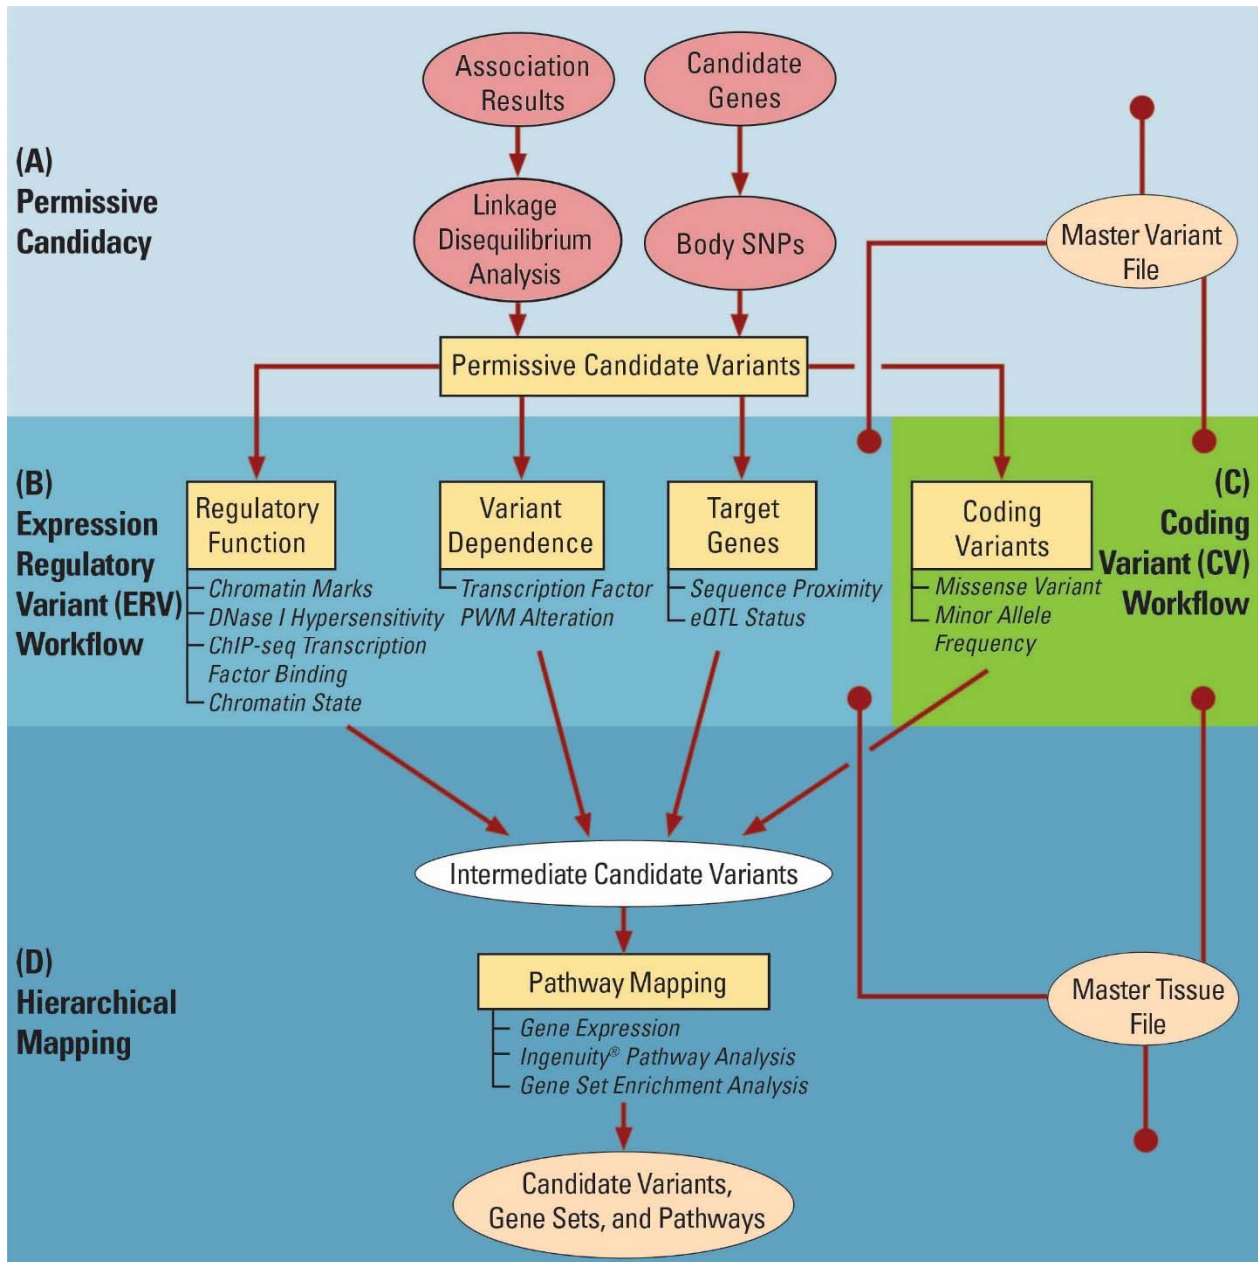 Association
Results
Candidate
Genes
(A)
Permissive
Candidacy
Linkage
Disequilibrium
Analysis
Body SNPs
Master Variant
File
Permissive Candidate Variants
(B)
Expression
Regulatory
Variant (ERV)
Workflow
Regulatory
Function
Chromatin Marks
DNase I Hypersensitivity
ChIP-seq Transcription
Factor Binding
Chromatin State
Variant
Dependence
Transcription Factor
PWM Alteration
Target
Genes
Sequence Proximity
eQTL Status
Coding
Variants
Missense Variant
Minor Allele
Frequency
(C)
Coding
Variant (CV)
Workflow
Intermediate Candidate Variants
(D)
Hierarchical
Mapping
Pathway Mapping
Gene Expression
Ingenuity® Pathway Analysis
Gene Set Enrichment Analysis
Master Tissue
File
Candidate Variants,
Gene Sets, and Pathways